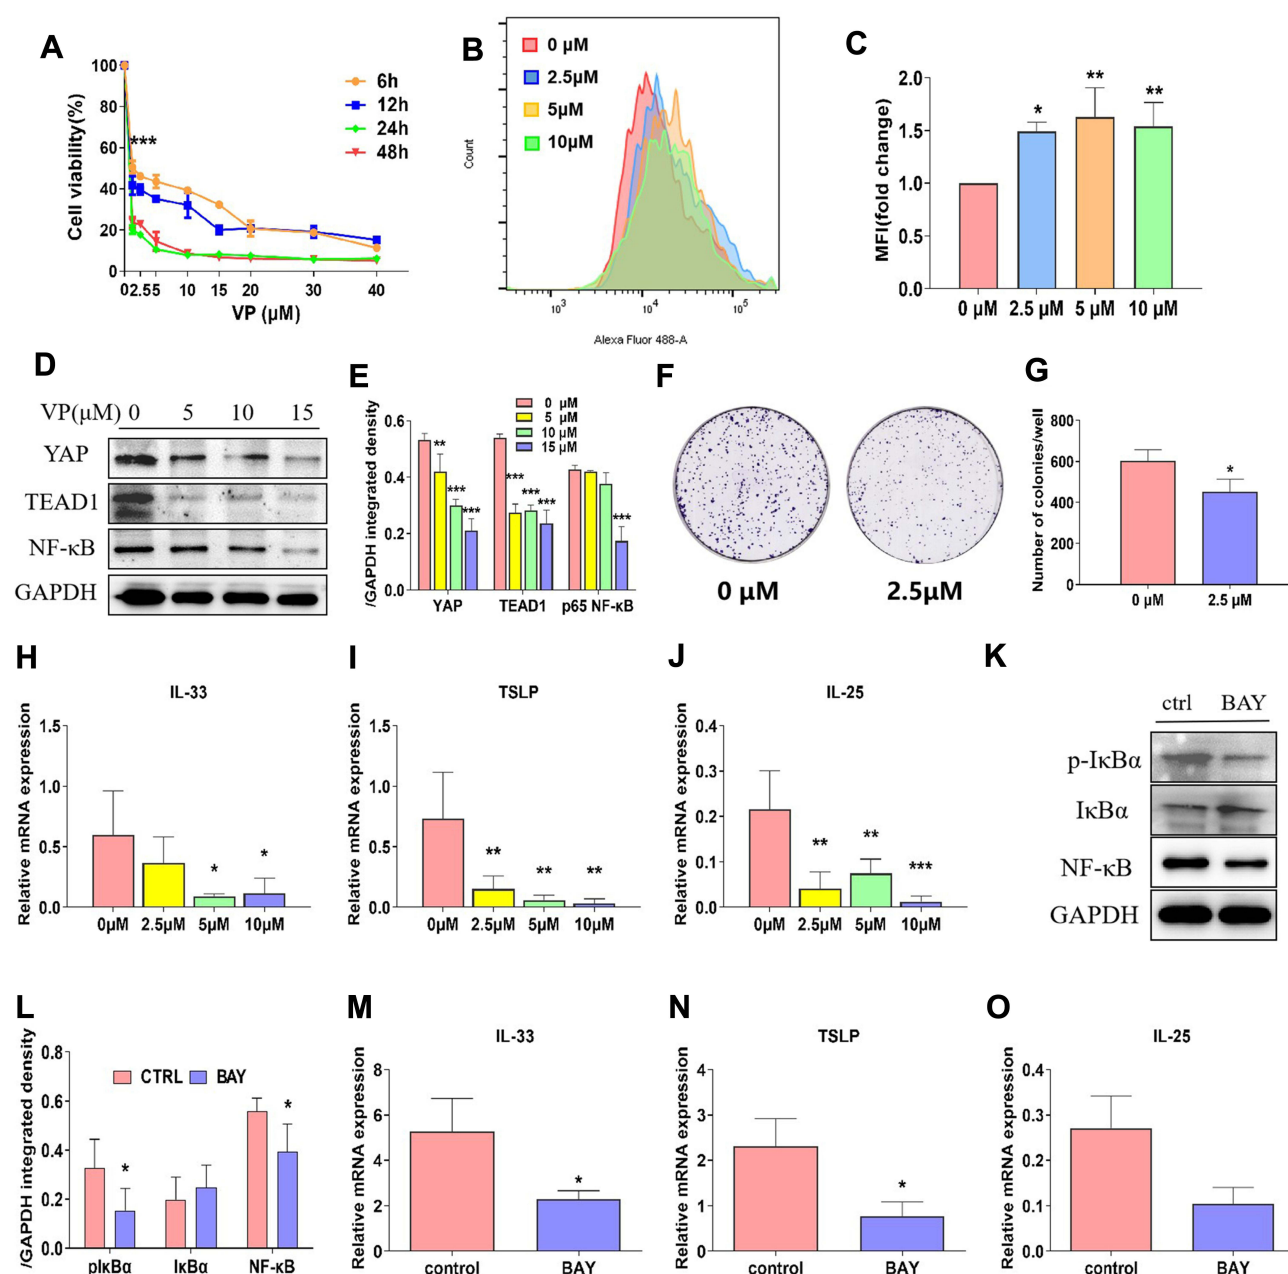 A
100
80
60
40
20
0
Cell viability(%)
***
6h
12h
24h
48h
02.55 10 15 20 30 40
VP (μM)
B
0 μM
2.5μM
5μM
10μM
Count
10³ 10⁴ 10⁵
Alexa Fluor 488-A
C
2.0
1.5
1.0
0.5
0.0
MFI(fold change)
* ** **
0 μM 2.5 μM 5 μM 10 μM
D
VP(μM) 0 5 10 15
YAP
TEAD1
NF-κB
GAPDH
E
0 μM
5 μM
10 μM
15 μM
0.6
0.4
0.2
0.0
/GAPDH integrated density
** *** *** *** *** *** ***
YAP TEAD1 p65 NF-κB
F
0 μM 2.5μM
G
800
600
400
200
0
Number of colonies/well
*
0 μM 2.5 μM
H
IL-33
1.5
1.0
0.5
0.0
Relative mRNA expression
* *
0μM 2.5μM 5μM 10μM
I
TSLP
1.5
1.0
0.5
0.0
Relative mRNA expression
** ** **
0μM 2.5μM 5μM 10μM
J
IL-25
0.4
0.3
0.2
0.1
0.0
Relative mRNA expression
** ** ***
0μM 2.5μM 5μM 10μM
K
ctrl BAY
p-IκBα
IκBα
NF-κB
GAPDH
L
0.8
0.6
0.4
0.2
0.0
/GAPDH integrated density
CTRL BAY
* *
pIκBα IκBα NF-κB
M
IL-33
8
6
4
2
0
Relative mRNA expression
*
control BAY
N
TSLP
4
3
2
1
0
Relative mRNA expression
*
control BAY
O
IL-25
0.4
0.3
0.2
0.1
0
Relative mRNA expression
control BAY